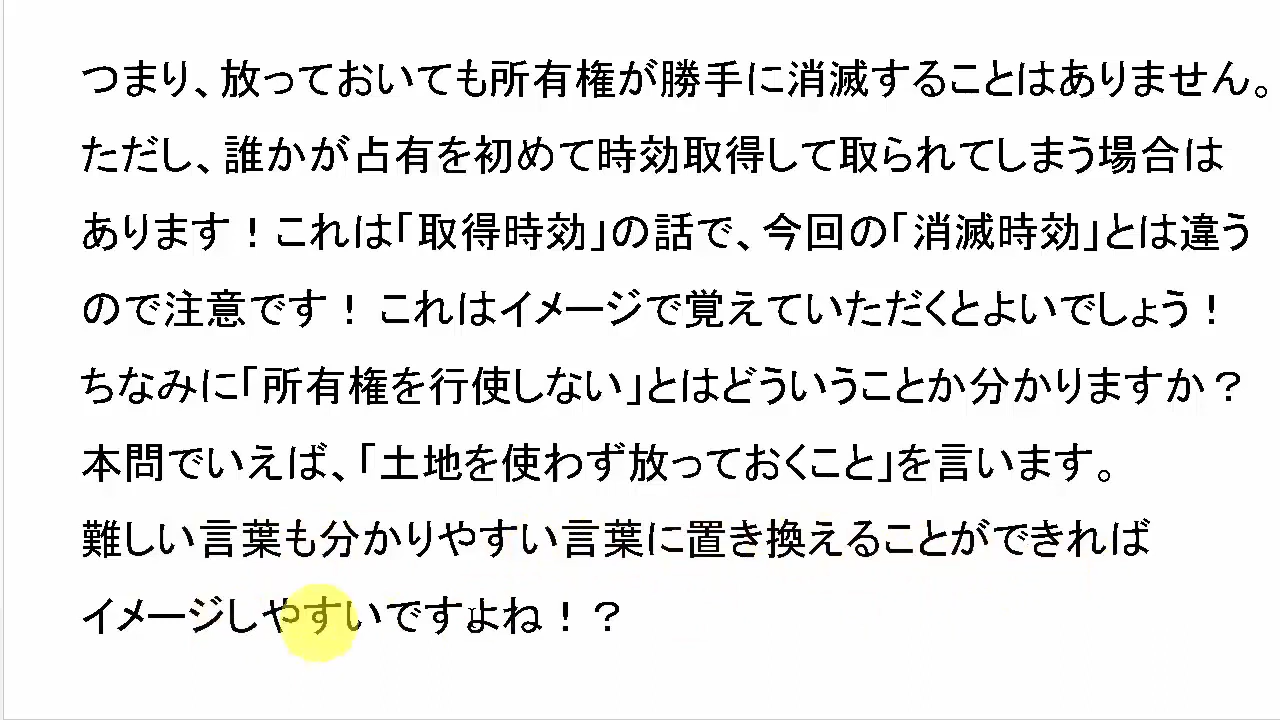 つまり、放っておいても所有権が勝手に消滅することはありません。
ただし、誰かが占有を初めて時効取得して取られてしまう場合は
あります！これは「取得時効」の話で、今回の「消滅時効」とは違う
ので注意です！ これはイメージで覚えていただくとよいでしょう！
ちなみに「所有権を行使しない」とはどういうことか分かりますか？
本問でいえば、「土地を使わず放っておくこと」を言います。
難しい言葉も分かりやすい言葉に置き換えることができれば
イメージしやすいですよね！？